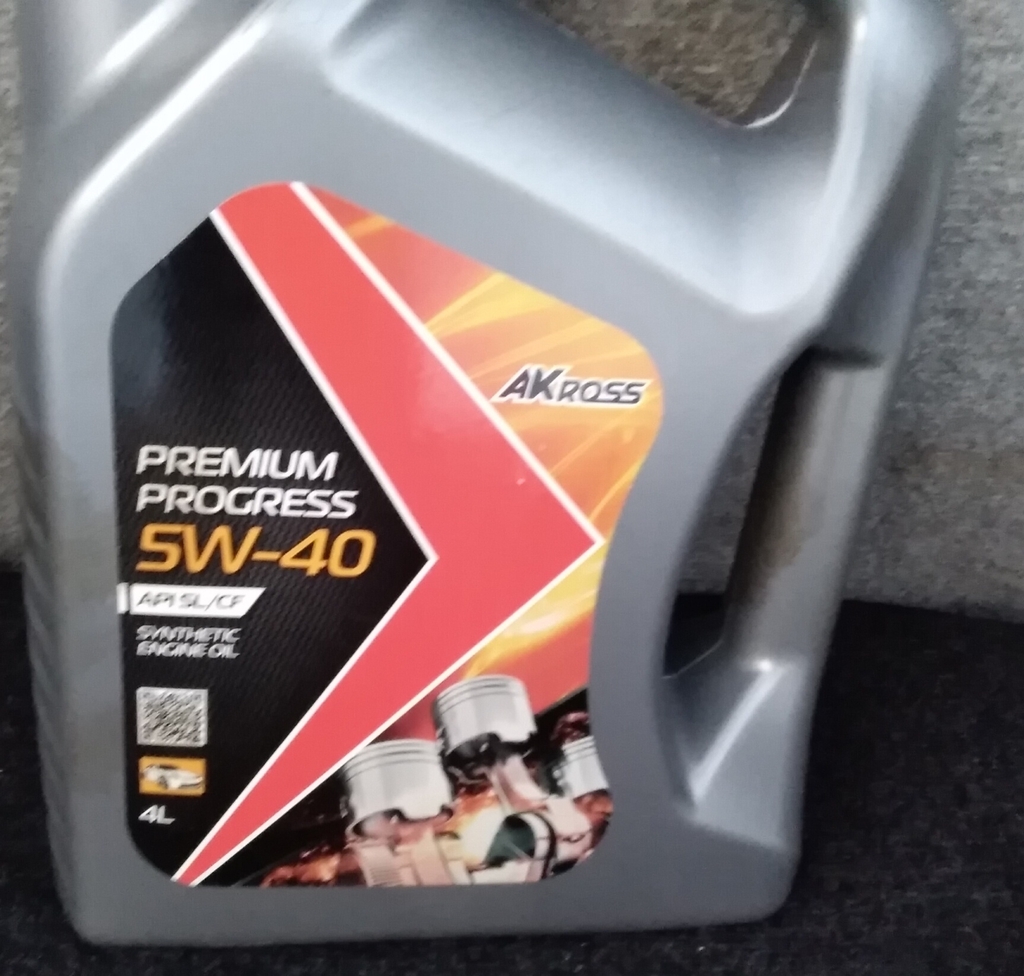 AKROSS
PREMIUM
PROGRESS
5W-40
API SL/CF
SYNTHETIC
ENGINE OIL
4L